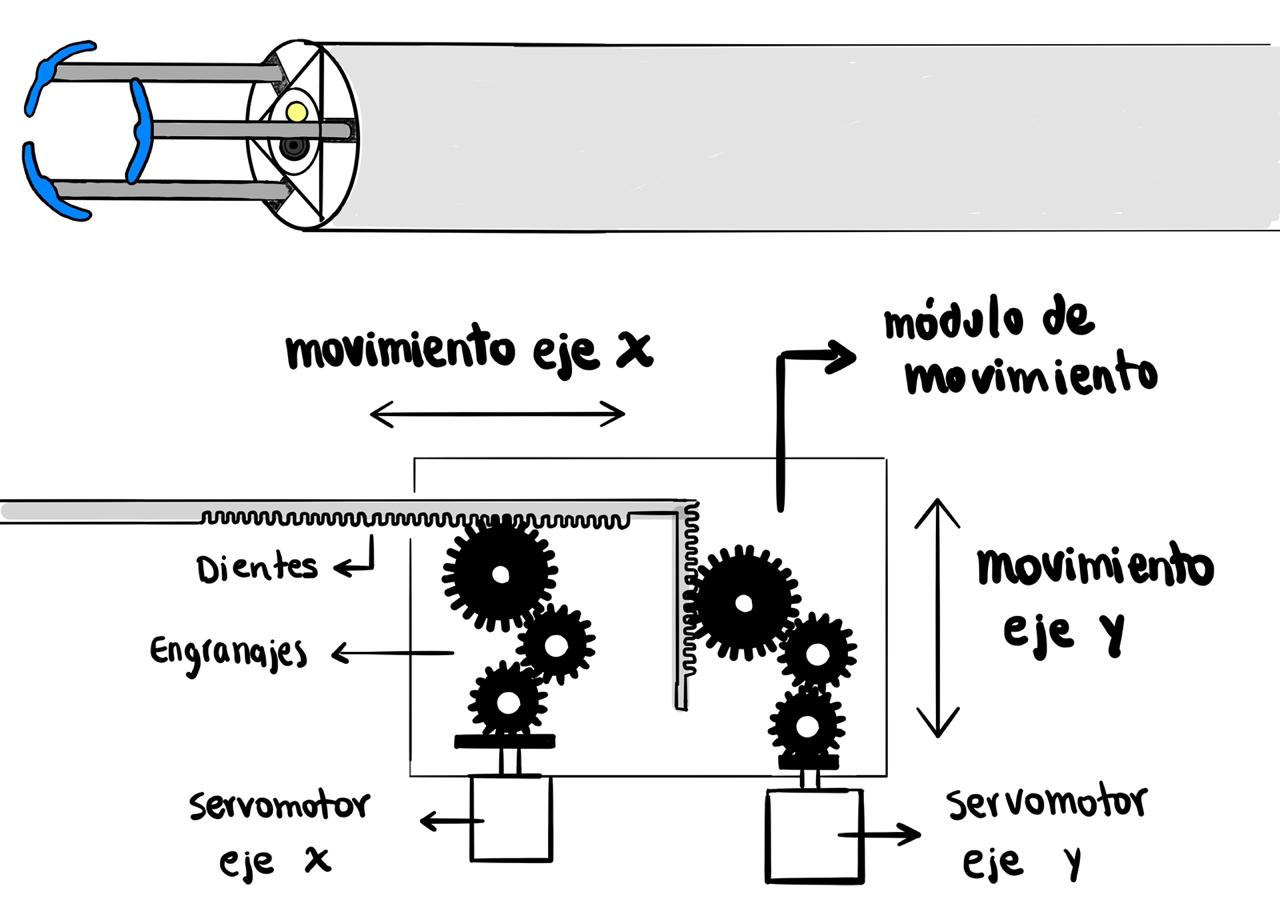 movimiento eje x
módulo de
movimiento
Dientes
movimiento
eje y
Engranajes
servomotor
eje x
servomotor
eje y